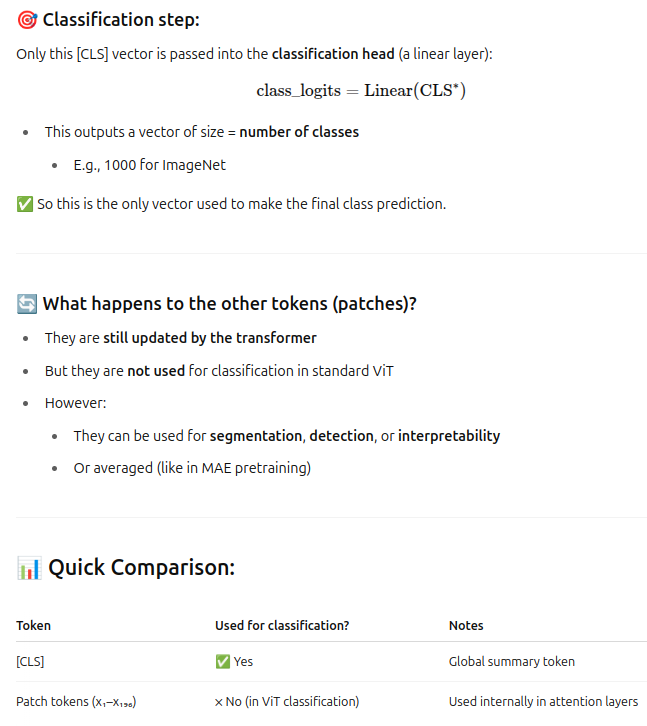 🎯 Classification step:
Only this [CLS] vector is passed into the classification head (a linear layer):
class_logits = Linear(CLS*)
• This outputs a vector of size = number of classes
• E.g., 1000 for ImageNet
✅ So this is the only vector used to make the final class prediction.
🔄 What happens to the other tokens (patches)?
• They are still updated by the transformer
• But they are not used for classification in standard ViT
• However:
• They can be used for segmentation, detection, or interpretability
• Or averaged (like in MAE pretraining)
📊 Quick Comparison:
Token Used for classification? Notes
[CLS] ✅ Yes Global summary token
Patch tokens (x₁–x₁₉₆) × No (in ViT classification) Used internally in attention layers